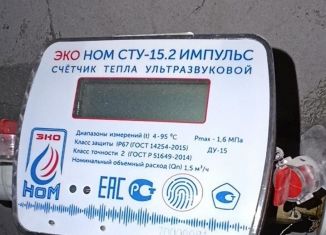 ЭКО НОМ СТУ-15.2 ИМПУЛЬС
СЧЁТЧИК ТЕПЛА УЛЬТРАЗВУКОВОЙ
Диапазоны измерений (t) 4-95 °C
Pmax - 1,6 МПа
Класс защиты IP67 (ГОСТ 14254-2015)
ДУ-15
Класс точности 2 (ГОСТ Р 51649-2014)
Номинальный объемный расход (Qn) 1,5 м³/ч
ЭКО
НОМ
ЕАС